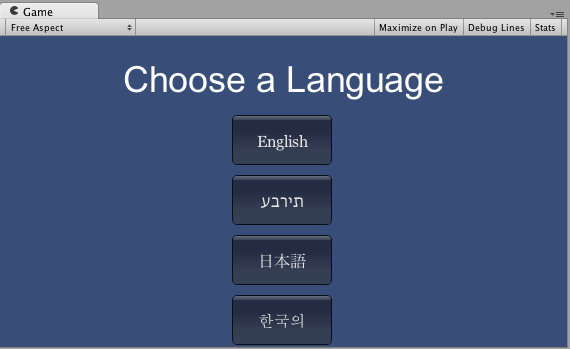 Game
Free Aspect
Maximize on Play Debug Lines Stats
Choose a Language
English
תירבע
日本語
한국의